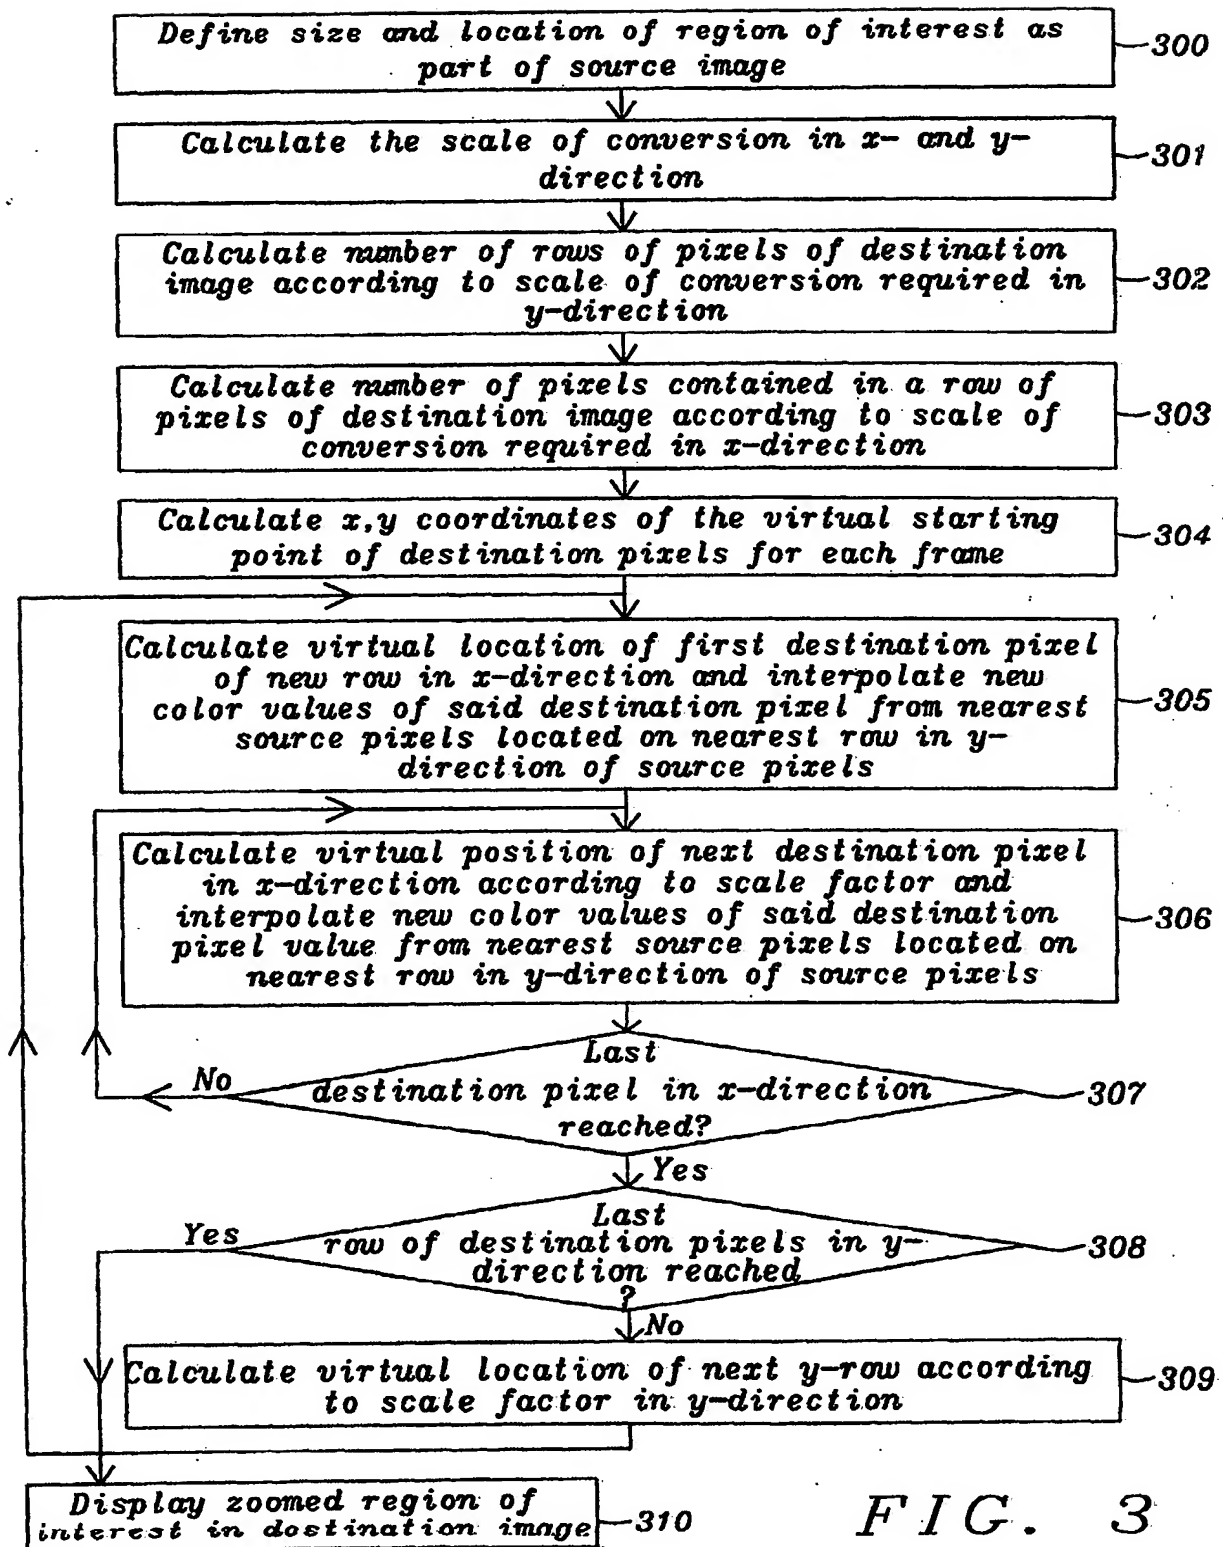 Define size and location of region of interest as
part of source image
300
Calculate the scale of conversion in x- and y-
direction
301
Calculate number of rows of pixels of destination
image according to scale of conversion required in
y-direction
302
Calculate number of pixels contained in a row of
pixels of destination image according to scale of
conversion required in x-direction
303
Calculate x,y coordinates of the virtual starting
point of destination pixels for each frame
304
Calculate virtual location of first destination pixel
of new row in x-direction and interpolate new
color values of said destination pixel from nearest
source pixels located on nearest row in y-
direction of source pixels
305
Calculate virtual position of next destination pixel
in x-direction according to scale factor and
interpolate new color values of said destination
pixel value from nearest source pixels located on
nearest row in y-direction of source pixels
306
Last
destination pixel in x-direction
reached?
No
307
Yes
Last
row of destination pixels in y-
direction reached
?
Yes
308
No
Calculate virtual location of next y-row according
to scale factor in y-direction
309
Display zoomed region of
interest in dostination image
310
FIG. 3